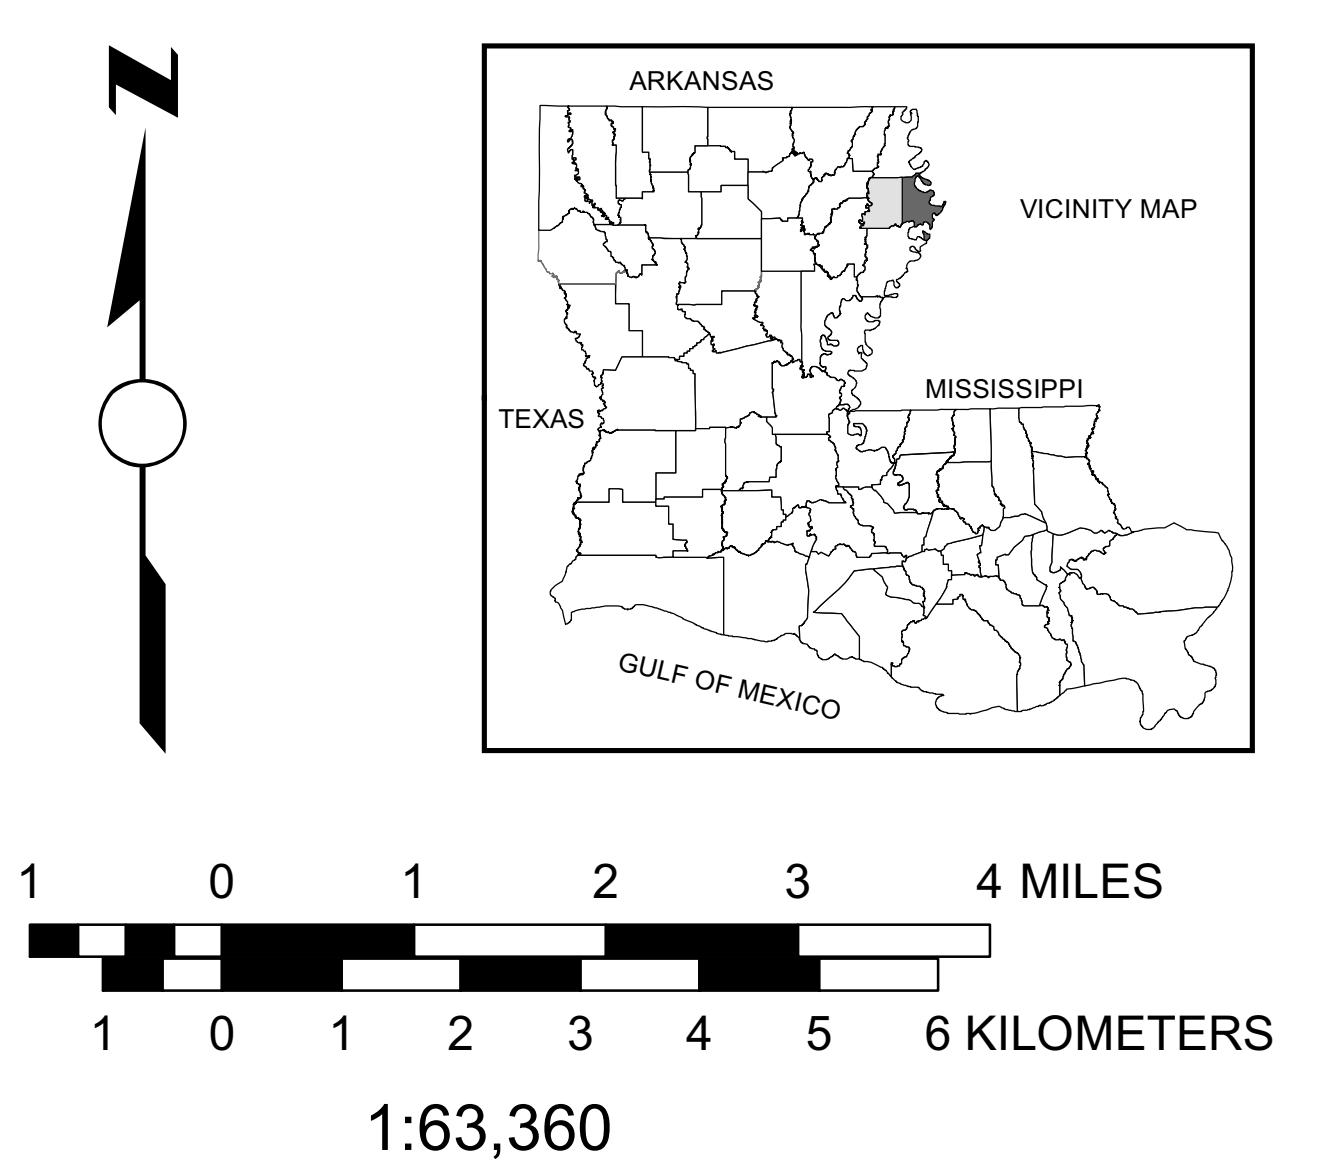 N
ARKANSAS
VICINITY MAP
MISSISSIPPI
TEXAS
GULF OF MEXICO
1 0 1 2 3 4 MILES
1 0 1 2 3 4 5 6 KILOMETERS
1:63,360